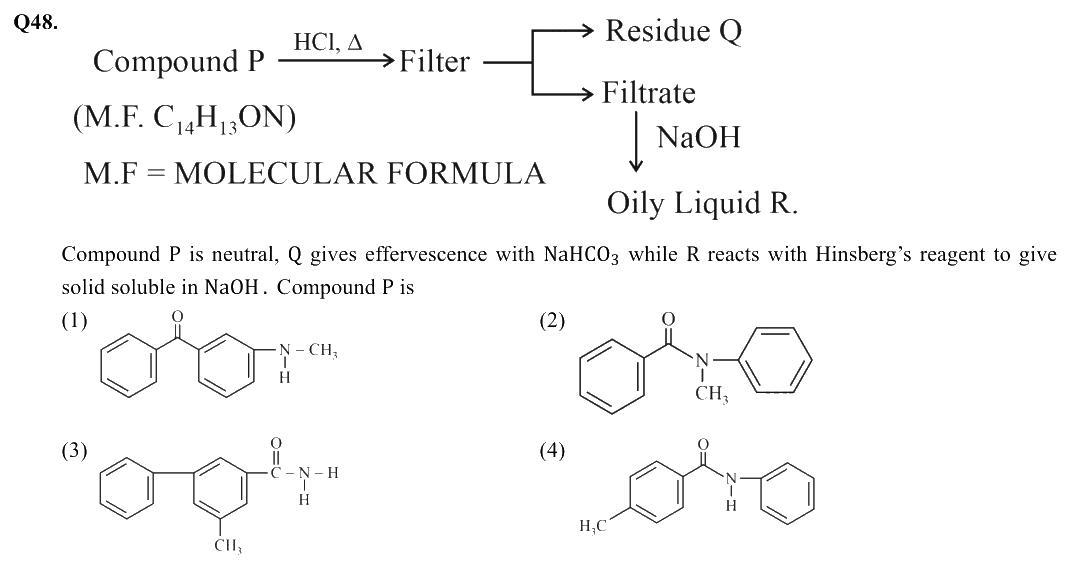 Q48.
Compound P
HCl, Δ
Filter
Residue Q
Filtrate
(M.F. C₁₄H₁₃ON)
NaOH
M.F = MOLECULAR FORMULA
Oily Liquid R.
Compound P is neutral, Q gives effervescence with NaHCO₃ while R reacts with Hinsberg’s reagent to give
solid soluble in NaOH . Compound P is
(1)
O
N – CH₃
H
(2)
O
N
CH₃
(3)
O
C – N – H
H
CH₃
(4)
O
N
H
H₃C